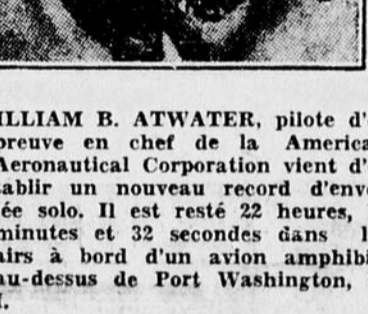 ILLIAM B. ATWATER, pilote d'
preuve en chef de la America
Aeronautical Corporation vient d'
tablir un nouveau record d'env
ée solo. Il est resté 22 heures,
minutes et 32 secondes dans l
airs à bord d'un avion amphibi
au-dessus de Port Washington,
I.